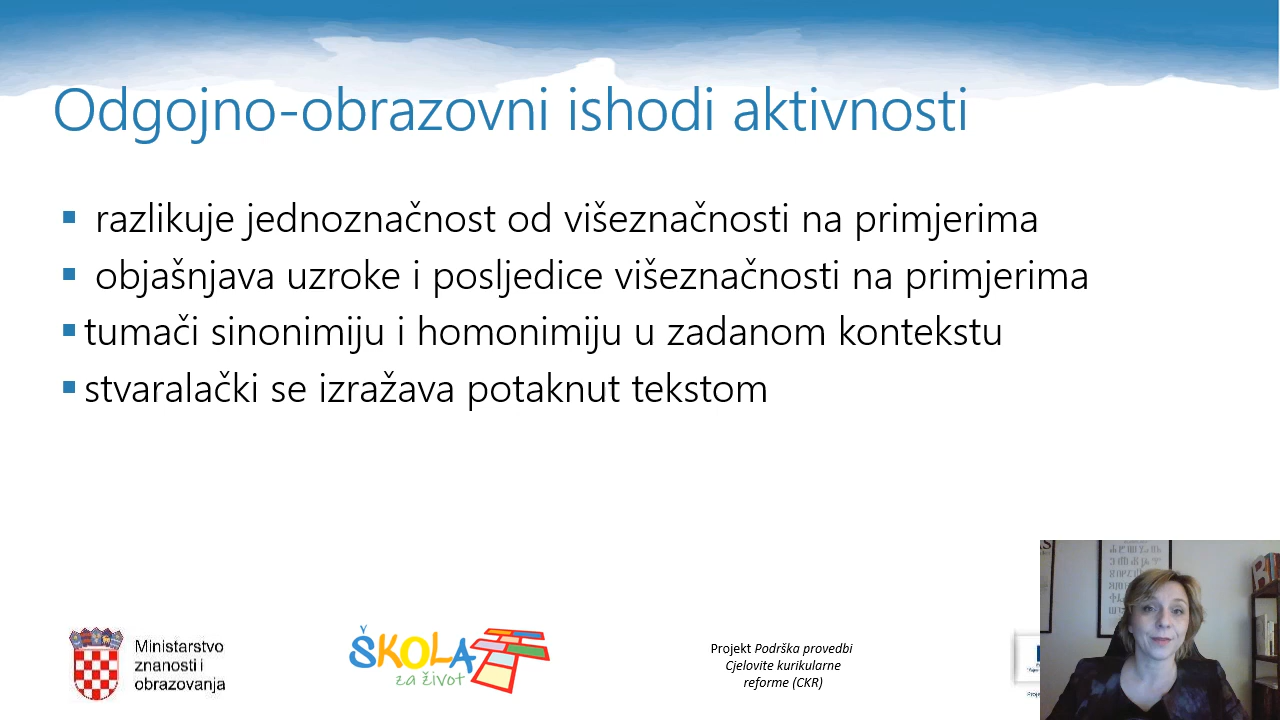 Odgojno-obrazovni ishodi aktivnosti
razlikuje jednoznačnost od višeznačnosti na primjerima
objašnjava uzroke i posljedice višeznačnosti na primjerima
tumači sinonimiju i homonimiju u zadanom kontekstu
stvaralački se izražava potaknut tekstom
Ministarstvo
znanosti i
obrazovanja
ŠKOLA
za život
Projekt Podrška provedbi
Cjelovite kurikularne
reforme (CKR)